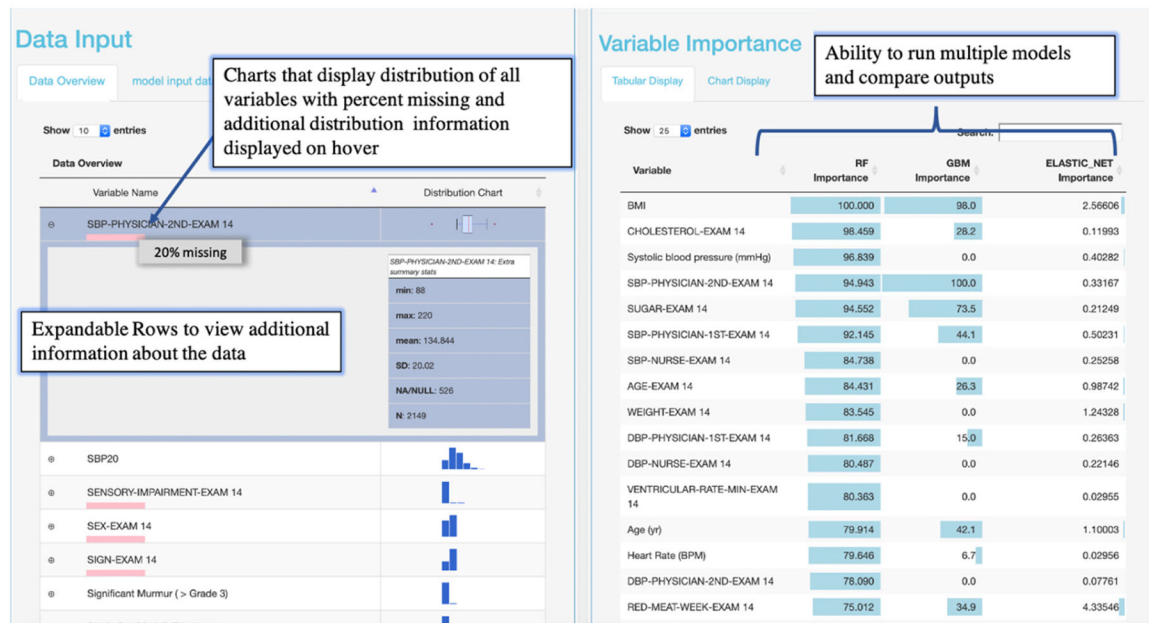 Data Input
Data Overview
model input dat
Charts that display distribution of all
variables with percent missing and
additional distribution information
displayed on hover
Show 10 entries
Data Overview
Variable Name
Distribution Chart
SBP-PHYSICIAN-2ND-EXAM 14
20% missing
SBP-PHYSICIAN-2ND-EXAM 14: Extra
summary stats
min: 88
max: 220
mean: 134.844
SD: 20.02
NA/NULL: 526
N: 2149
Expandable Rows to view additional
information about the data
SBP20
SENSORY-IMPAIRMENT-EXAM 14
SEX-EXAM 14
SIGN-EXAM 14
Significant Murmur ( > Grade 3)
Variable Importance
Tabular Display
Chart Display
Ability to run multiple models
and compare outputs
Show 25 entries
Search:
Variable RF Importance GBM Importance ELASTIC_NET Importance
BMI 100.000 98.0 2.56606
CHOLESTEROL-EXAM 14 98.459 28.2 0.11993
Systolic blood pressure (mmHg) 96.839 0.0 0.40282
SBP-PHYSICIAN-2ND-EXAM 14 94.943 100.0 0.33167
SUGAR-EXAM 14 94.552 73.5 0.21249
SBP-PHYSICIAN-1ST-EXAM 14 92.145 44.1 0.50231
SBP-NURSE-EXAM 14 84.738 0.0 0.25258
AGE-EXAM 14 84.431 26.3 0.98742
WEIGHT-EXAM 14 83.545 0.0 1.24328
DBP-PHYSICIAN-1ST-EXAM 14 81.668 15.0 0.26363
DBP-NURSE-EXAM 14 80.487 0.0 0.22146
VENTRICULAR-RATE-MIN-EXAM 14 80.363 0.0 0.02955
Age (yr) 79.914 42.1 1.10003
Heart Rate (BPM) 79.646 6.7 0.02956
DBP-PHYSICIAN-2ND-EXAM 14 78.090 0.0 0.07761
RED-MEAT-WEEK-EXAM 14 75.012 34.9 4.33546